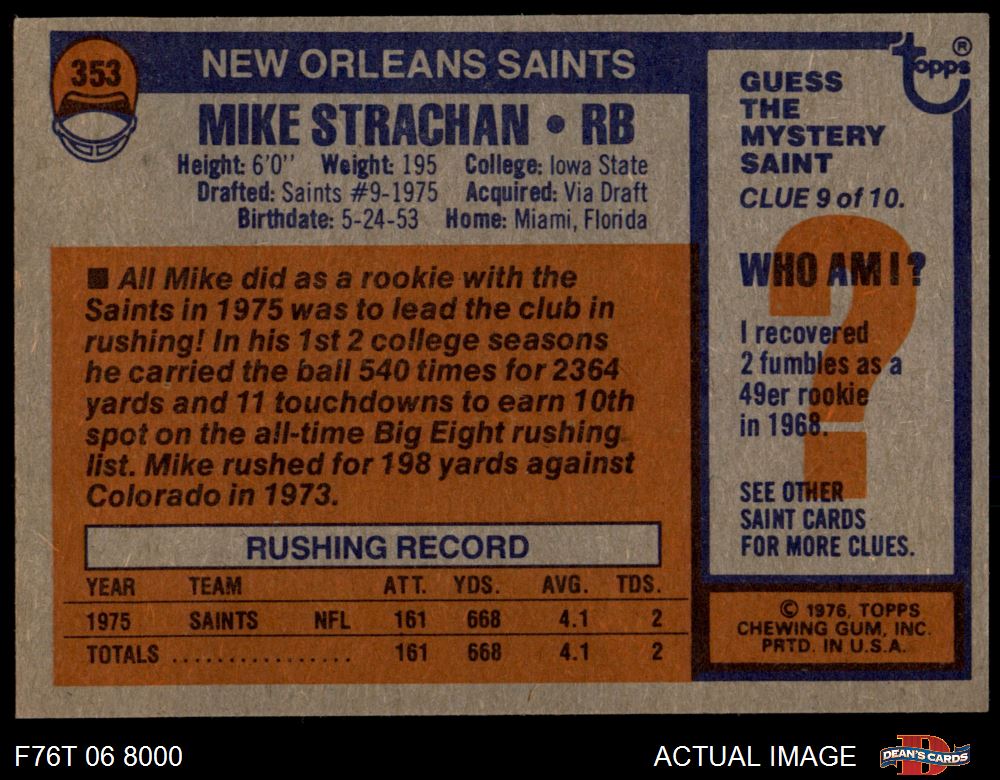 353
NEW ORLEANS SAINTS
MIKE STRACHAN • RB
Height: 6'0'' Weight: 195 College: Iowa State
Drafted: Saints #9-1975 Acquired: Via Draft
Birthdate: 5-24-53 Home: Miami, Florida
■ All Mike did as a rookie with the
Saints in 1975 was to lead the club in
rushing! In his 1st 2 college seasons
he carried the ball 540 times for 2364
yards and 11 touchdowns to earn 10th
spot on the all-time Big Eight rushing
list. Mike rushed for 198 yards against
Colorado in 1973.
RUSHING RECORD
YEAR TEAM ATT. YDS. AVG. TDS.
1975 SAINTS NFL 161 668 4.1 2
TOTALS ................ 161 668 4.1 2
topps ®
GUESS
THE
MYSTERY
SAINT
CLUE 9 of 10.
?
WHO AM I?
I recovered
2 fumbles as a
49er rookie
in 1968.
SEE OTHER
SAINT CARDS
FOR MORE CLUES.
© 1976, TOPPS
CHEWING GUM, INC.
PRTD. IN U.S.A.
F76T 06 8000
ACTUAL IMAGE
D
DEAN'S CARDS